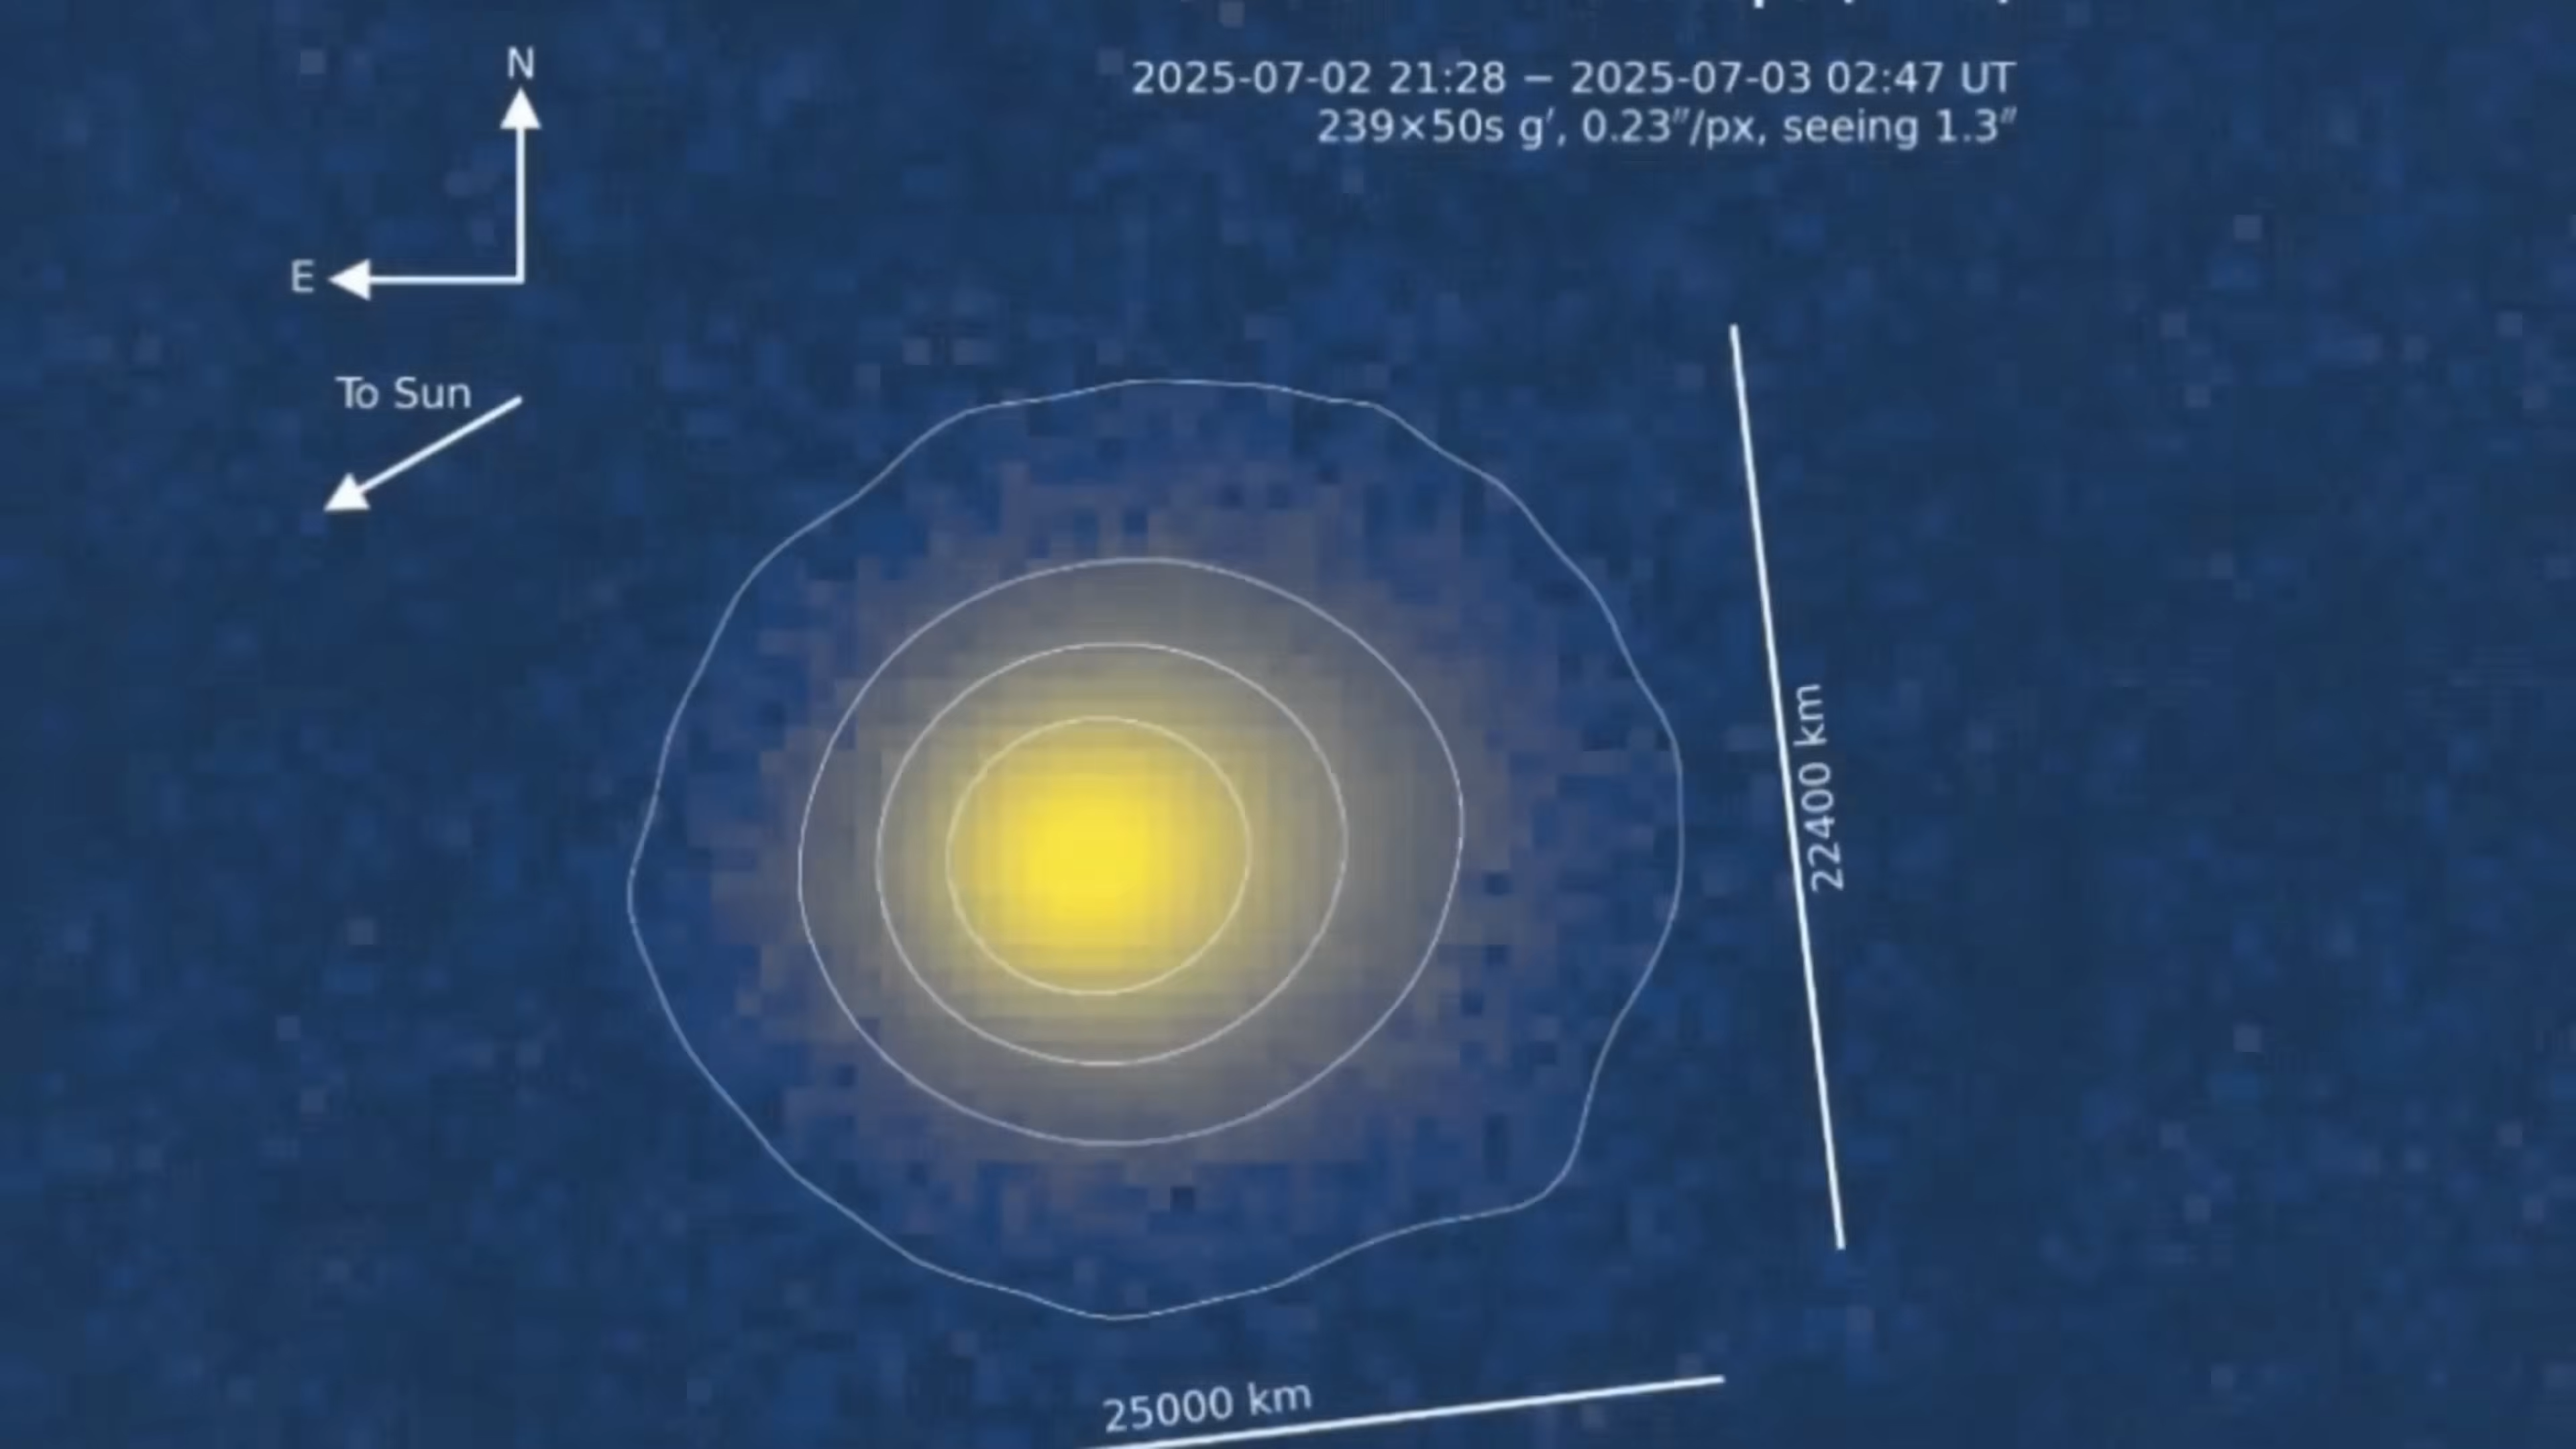 N
2025-07-02 21:28 − 2025-07-03 02:47 UT
239×50s g′, 0.23″/px, seeing 1.3″
E
To Sun
22400 km
25000 km